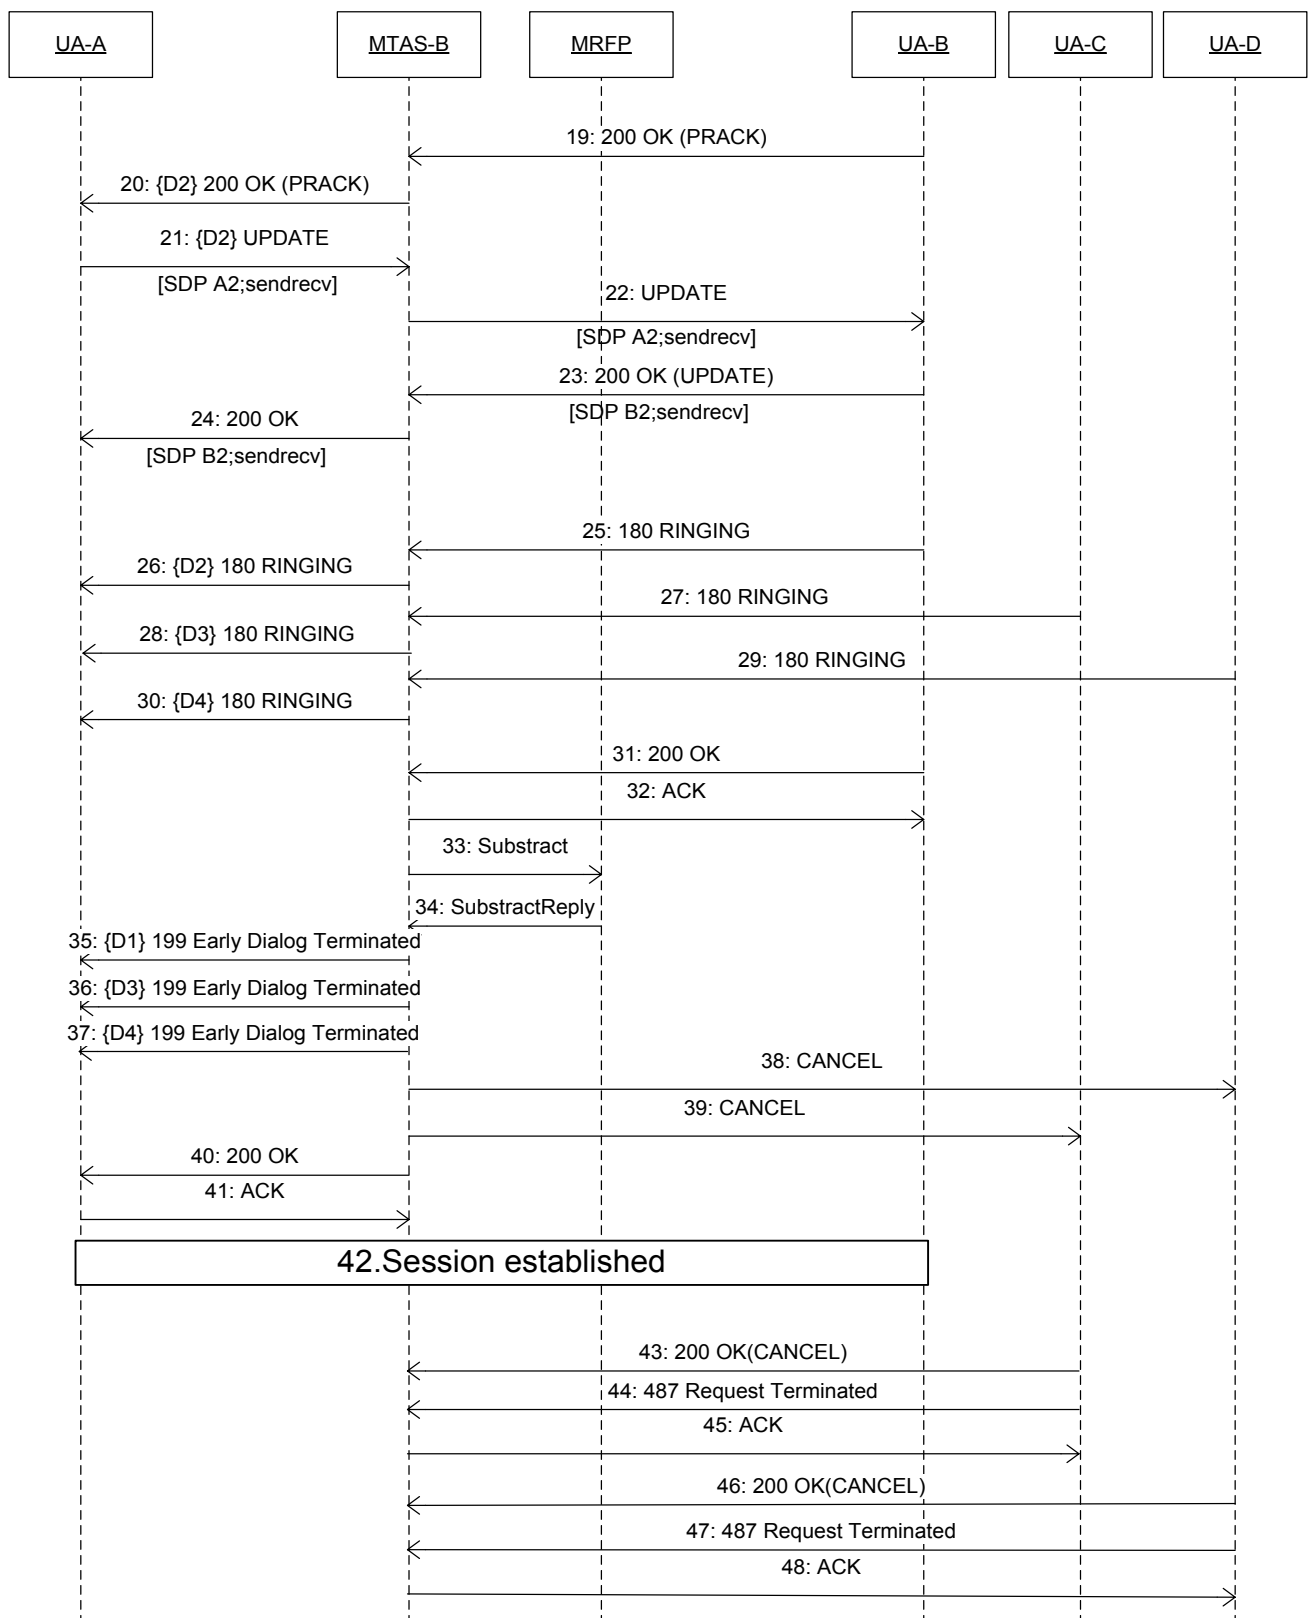 UA-A
MTAS-B
MRFP
UA-B
UA-C
UA-D
19: 200 OK (PRACK)
20: {D2} 200 OK (PRACK)
21: {D2} UPDATE
[SDP A2;sendrecv]
22: UPDATE
[SDP A2;sendrecv]
23: 200 OK (UPDATE)
[SDP B2;sendrecv]
24: 200 OK
[SDP B2;sendrecv]
25: 180 RINGING
26: {D2} 180 RINGING
27: 180 RINGING
28: {D3} 180 RINGING
29: 180 RINGING
30: {D4} 180 RINGING
31: 200 OK
32: ACK
33: Substract
34: SubstractReply
35: {D1} 199 Early Dialog Terminated
36: {D3} 199 Early Dialog Terminated
37: {D4} 199 Early Dialog Terminated
38: CANCEL
39: CANCEL
40: 200 OK
41: ACK
42.Session established
43: 200 OK(CANCEL)
44: 487 Request Terminated
45: ACK
46: 200 OK(CANCEL)
47: 487 Request Terminated
48: ACK